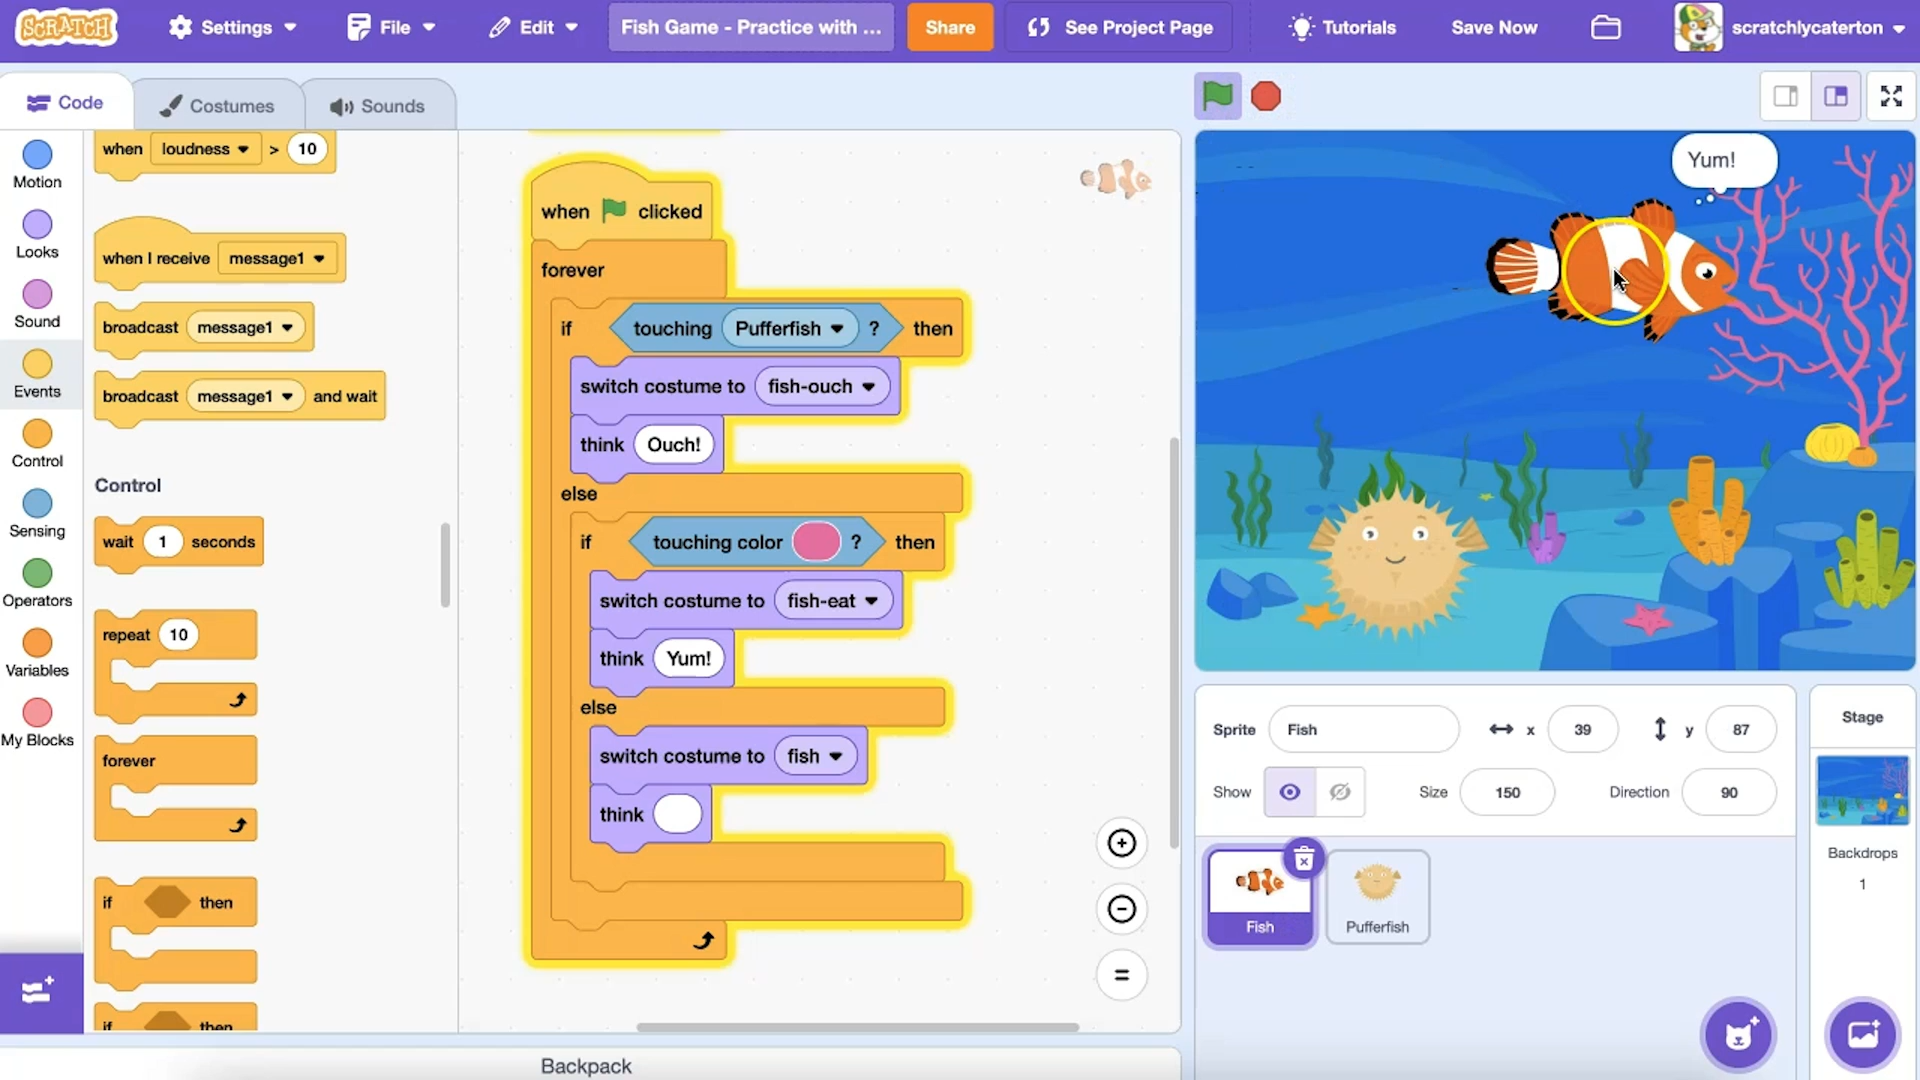 SCRATCH
Settings
File
Edit
Fish Game - Practice with ...
Share
See Project Page
Tutorials
Save Now
scratchlycaterton
Code
Costumes
Sounds
Motion
Looks
Sound
Events
Control
Sensing
Operators
Variables
My Blocks
when loudness > 10
when I receive message1
broadcast message1
broadcast message1 and wait
Control
wait 1 seconds
repeat 10
forever
if then
if then
when clicked
forever
if touching Pufferfish ? then
switch costume to fish-ouch
think Ouch!
else
if touching color ? then
switch costume to fish-eat
think Yum!
else
switch costume to fish
think
=
Backpack
Yum!
Sprite Fish x 39 y 87
Show Size 150 Direction 90
Fish
Pufferfish
Stage
Backdrops
1